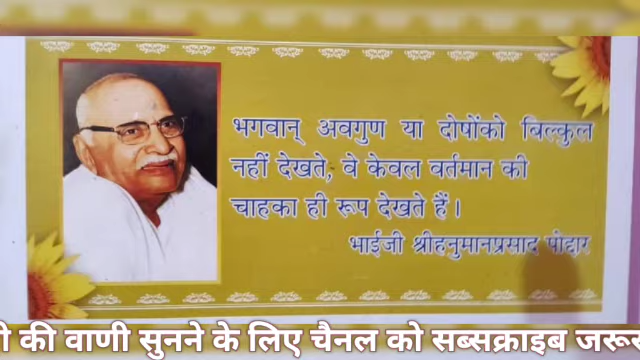 भगवान् अवगुण या दोषोंको बिल्कुल
नहीं देखते, वे केवल वर्तमान की
चाहका ही रूप देखते हैं।
भाईजी श्रीहनुमानप्रसाद पोद्दार
की वाणी सुनने के लिए चैनल को सब्सक्राइब जरूर